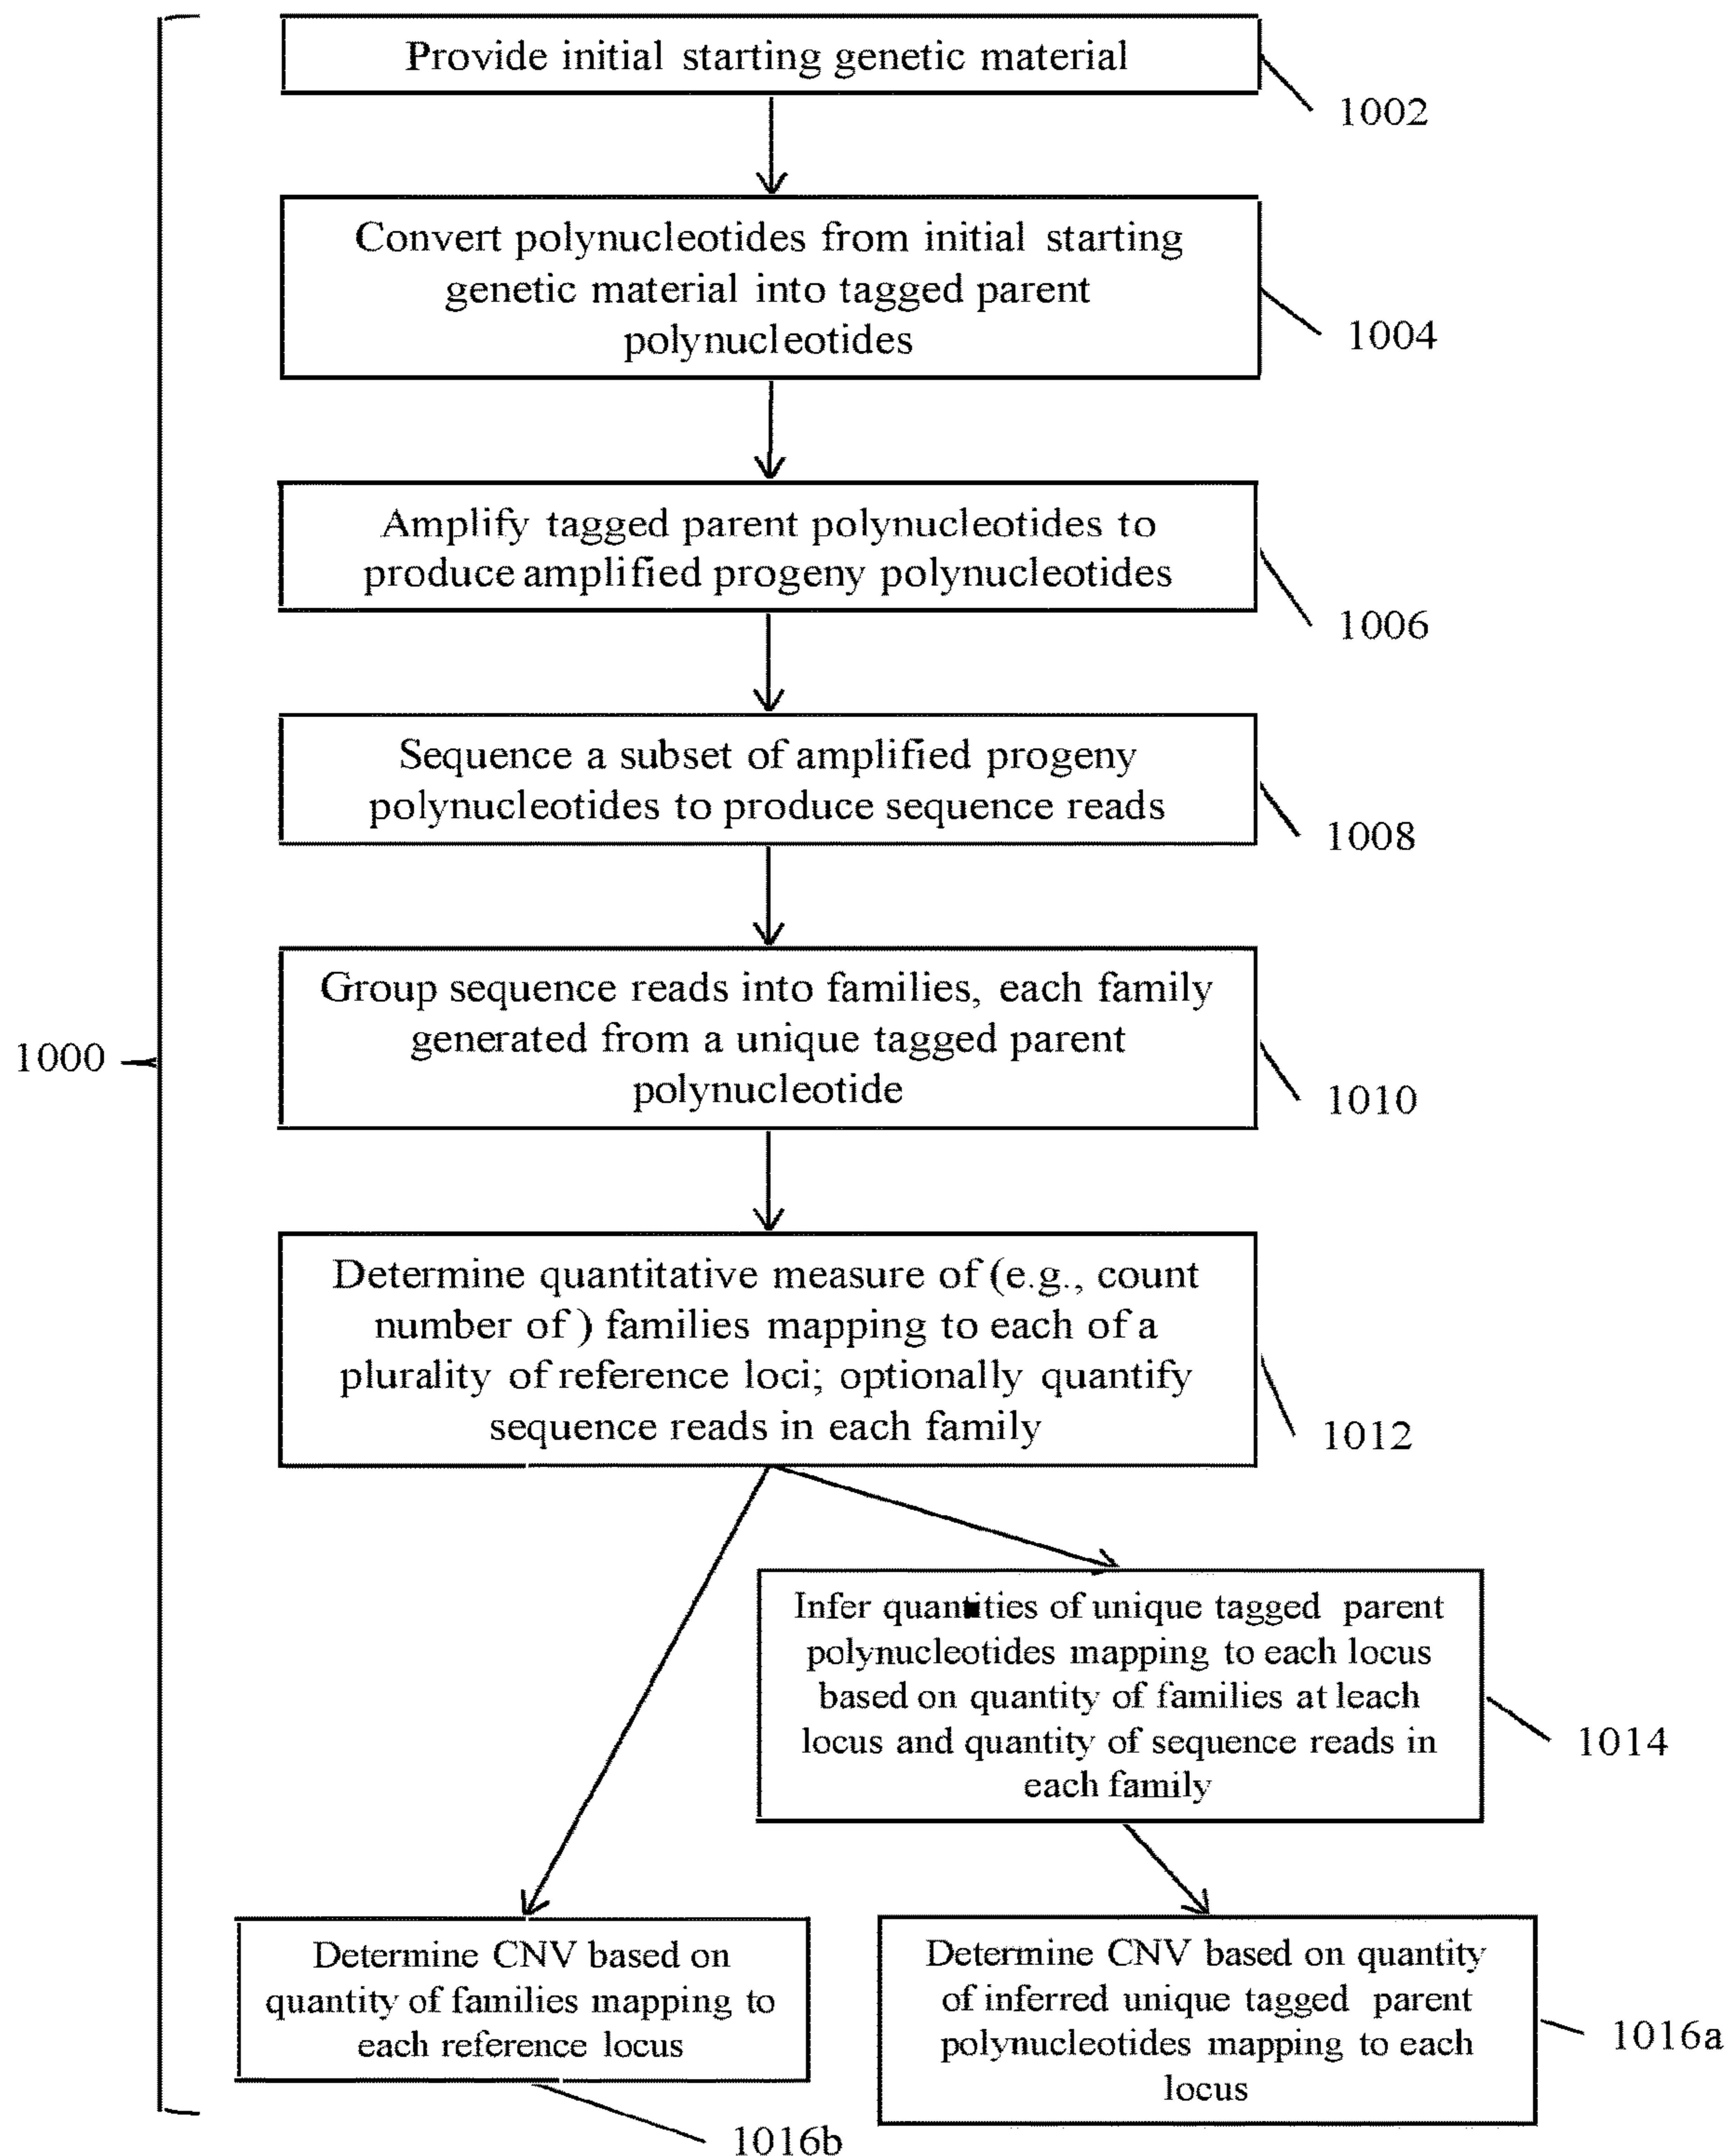 Provide initial starting genetic material
1002
Convert polynucleotides from initial starting
genetic material into tagged parent
polynucleotides
1004
Amplify tagged parent polynucleotides to
produce amplified progeny polynucleotides
1006
Sequence a subset of amplified progeny
polynucleotides to produce sequence reads
1008
Group sequence reads into families, each family
generated from a unique tagged parent
polynucleotide
1000
1010
Determine quantitative measure of (e.g., count
number of ) families mapping to each of a
plurality of reference loci; optionally quantify
sequence reads in each family
1012
Infer quantities of unique tagged parent
polynucleotides mapping to each locus
based on quantity of families at leach
locus and quantity of sequence reads in
each family
1014
Determine CNV based on
quantity of families mapping to
each reference locus
1016b
Determine CNV based on quantity
of inferred unique tagged parent
polynucleotides mapping to each
locus
1016a